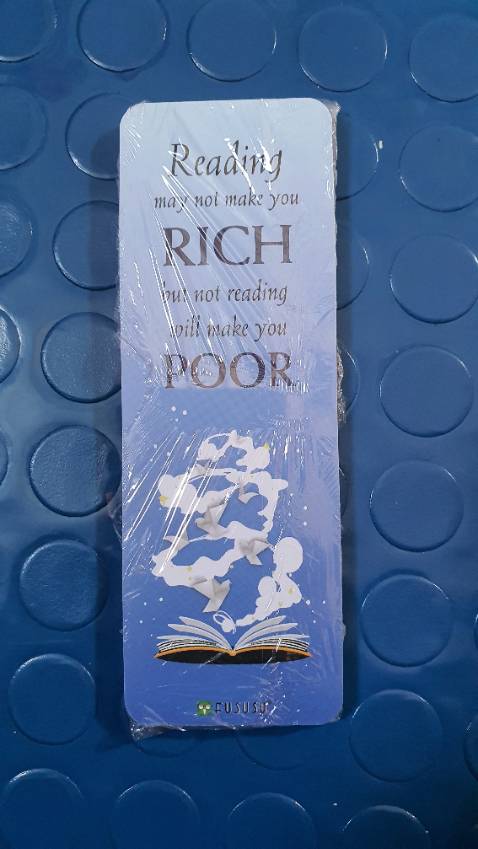 Reading
may not make you
RICH
but not reading
will make you
POOR
FUSUSU